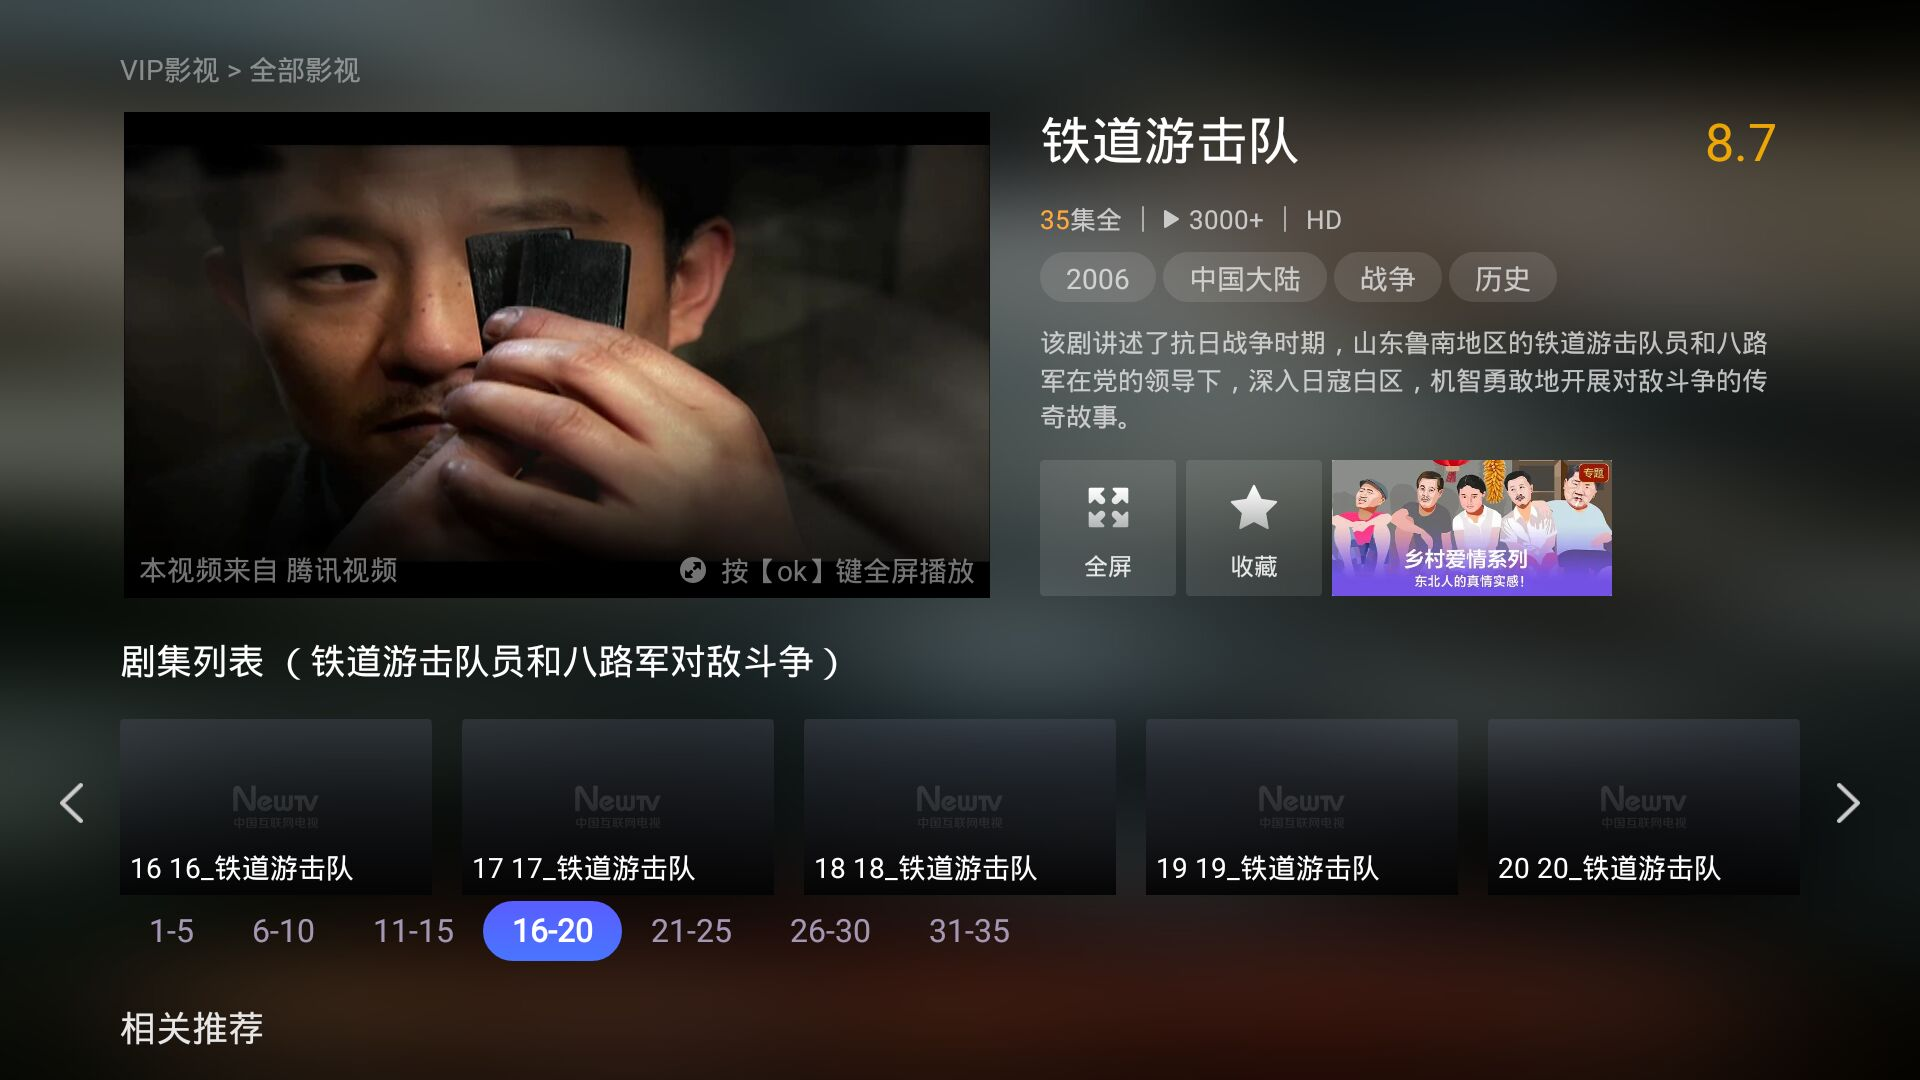 VIP影视 > 全部影视
铁道游击队
8.7
35集全 | ▶ 3000+ | HD
2006 中国大陆 战争 历史
该剧讲述了抗日战争时期，山东鲁南地区的铁道游击队员和八路
军在党的领导下，深入日寇白区，机智勇敢地开展对敌斗争的传
奇故事。
本视频来自 腾讯视频
按【ok】键全屏播放
全屏
收藏
专题
乡村爱情系列
东北人的真情实感！
剧集列表 （铁道游击队员和八路军对敌斗争）
NewTV
中国互联网电视
16 16_铁道游击队
NewTV
中国互联网电视
17 17_铁道游击队
NewTV
中国互联网电视
18 18_铁道游击队
NewTV
中国互联网电视
19 19_铁道游击队
NewTV
中国互联网电视
20 20_铁道游击队
1-5 6-10 11-15 16-20 21-25 26-30 31-35
相关推荐